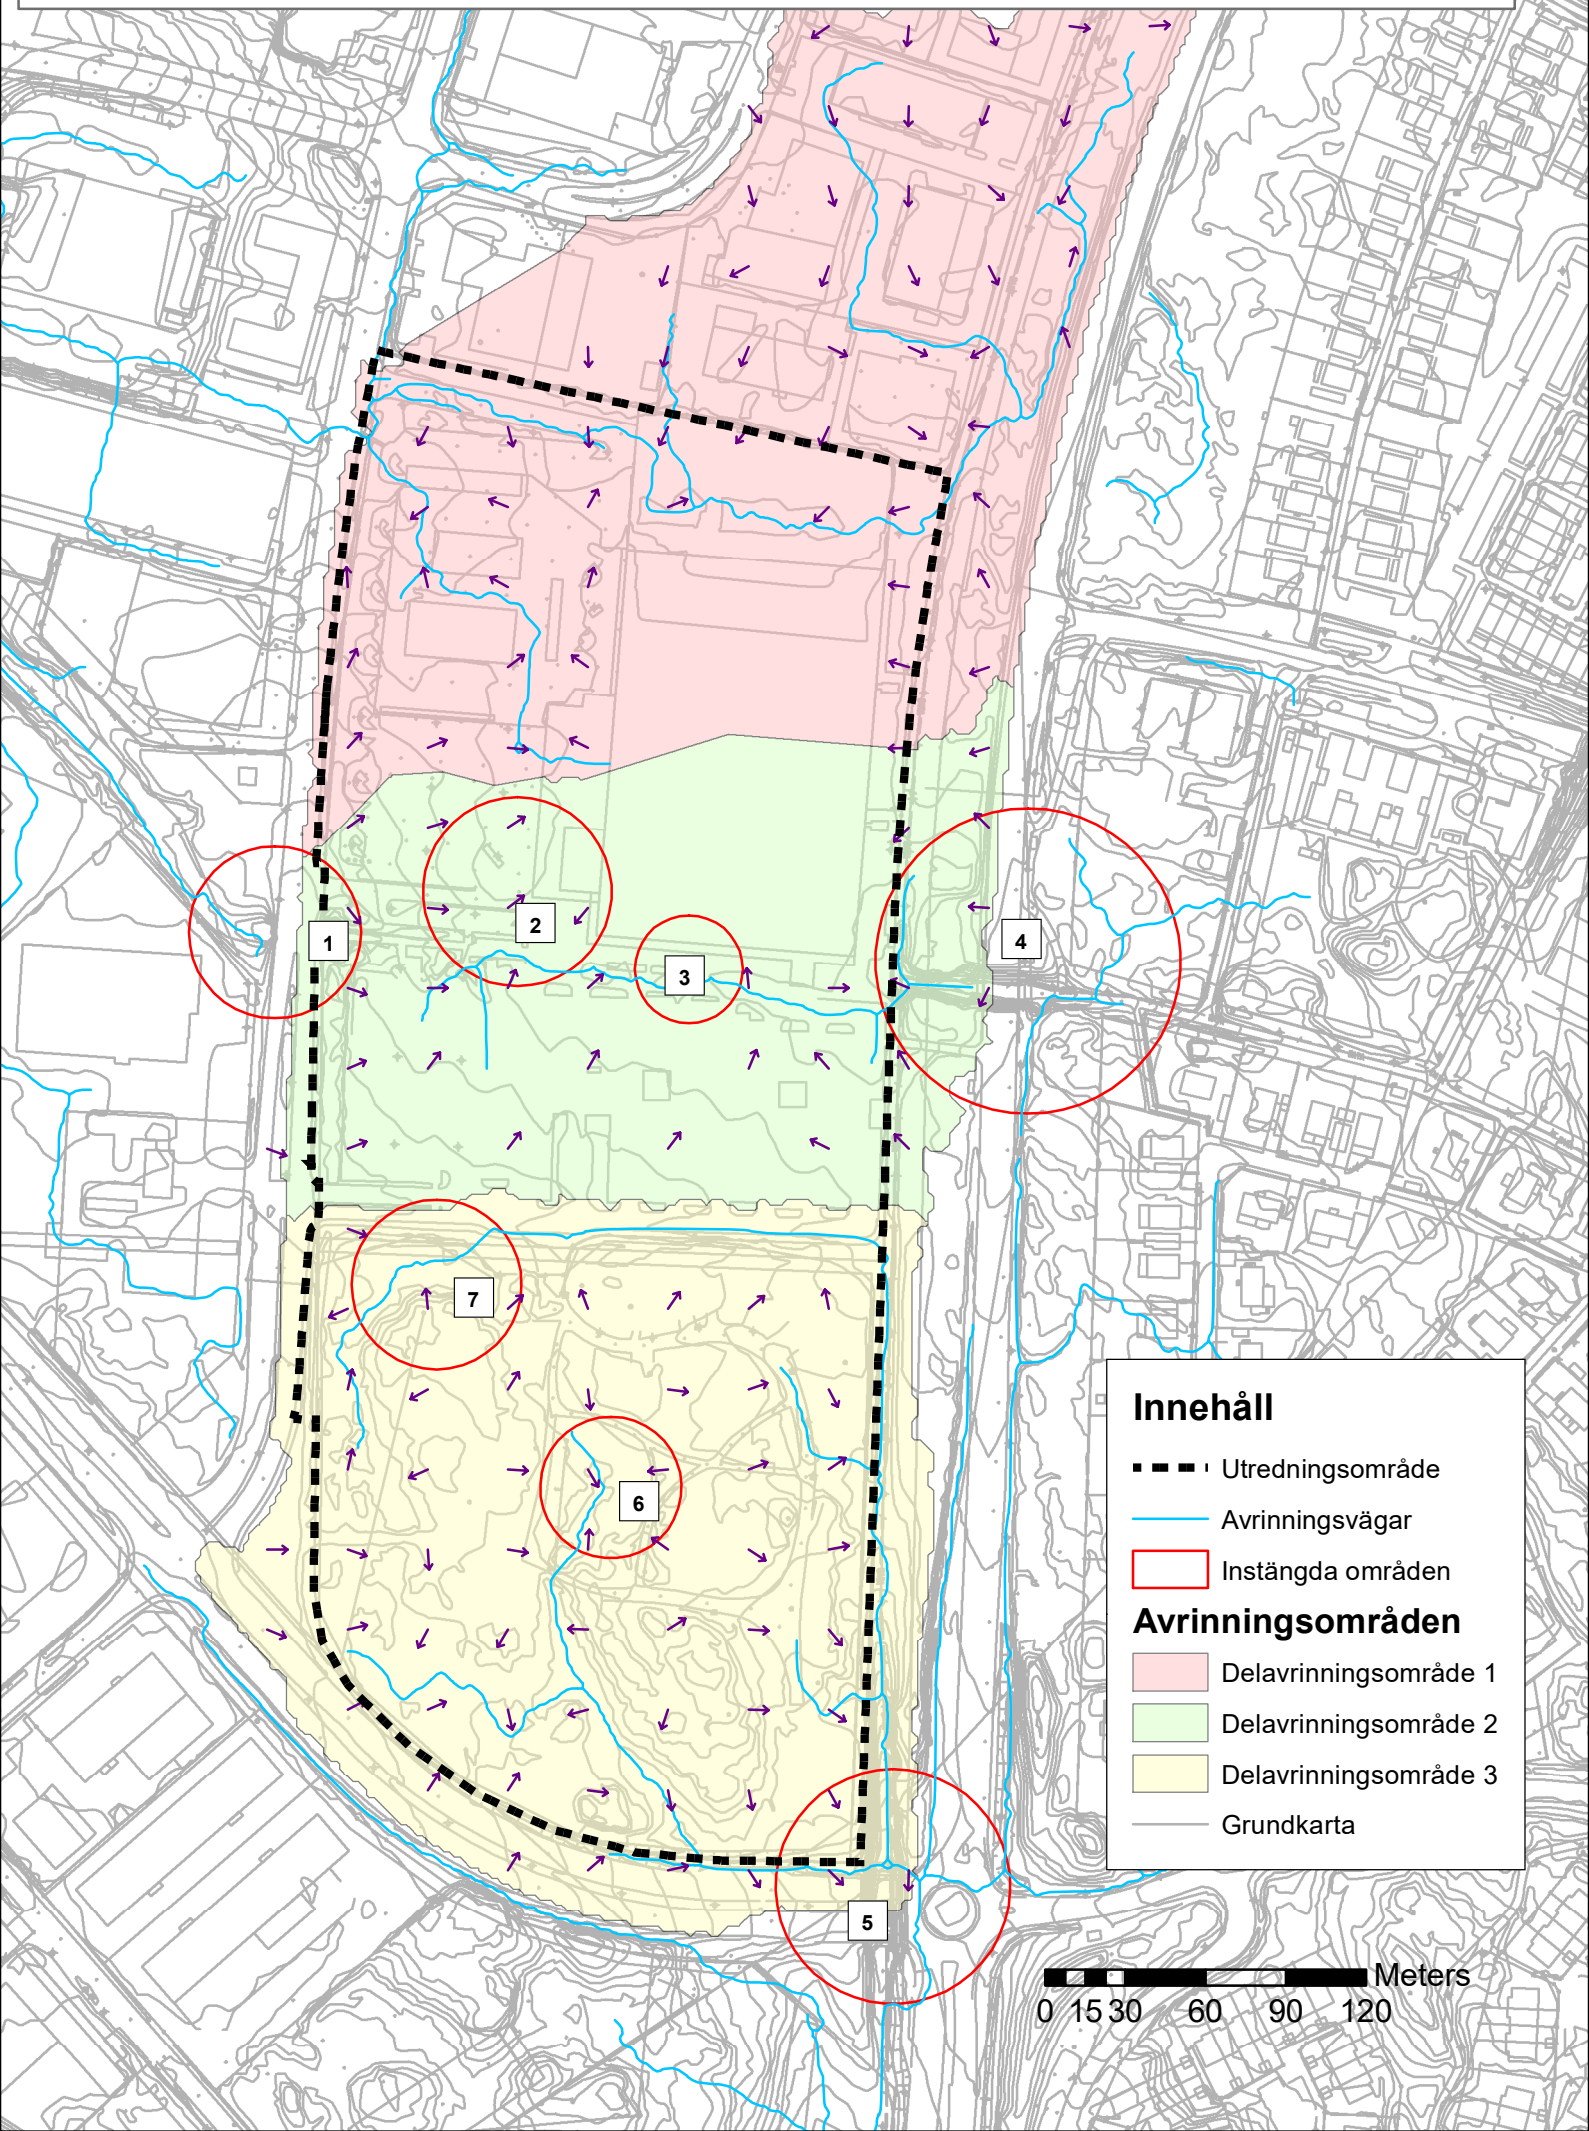 1
2
3
4
7
6
5
Innehåll
Utredningsområde
Avrinningsvägar
Instängda områden
Avrinningsområden
Delavrinningsområde 1
Delavrinningsområde 2
Delavrinningsområde 3
Grundkarta
Meters
0 15 30 60 90 120